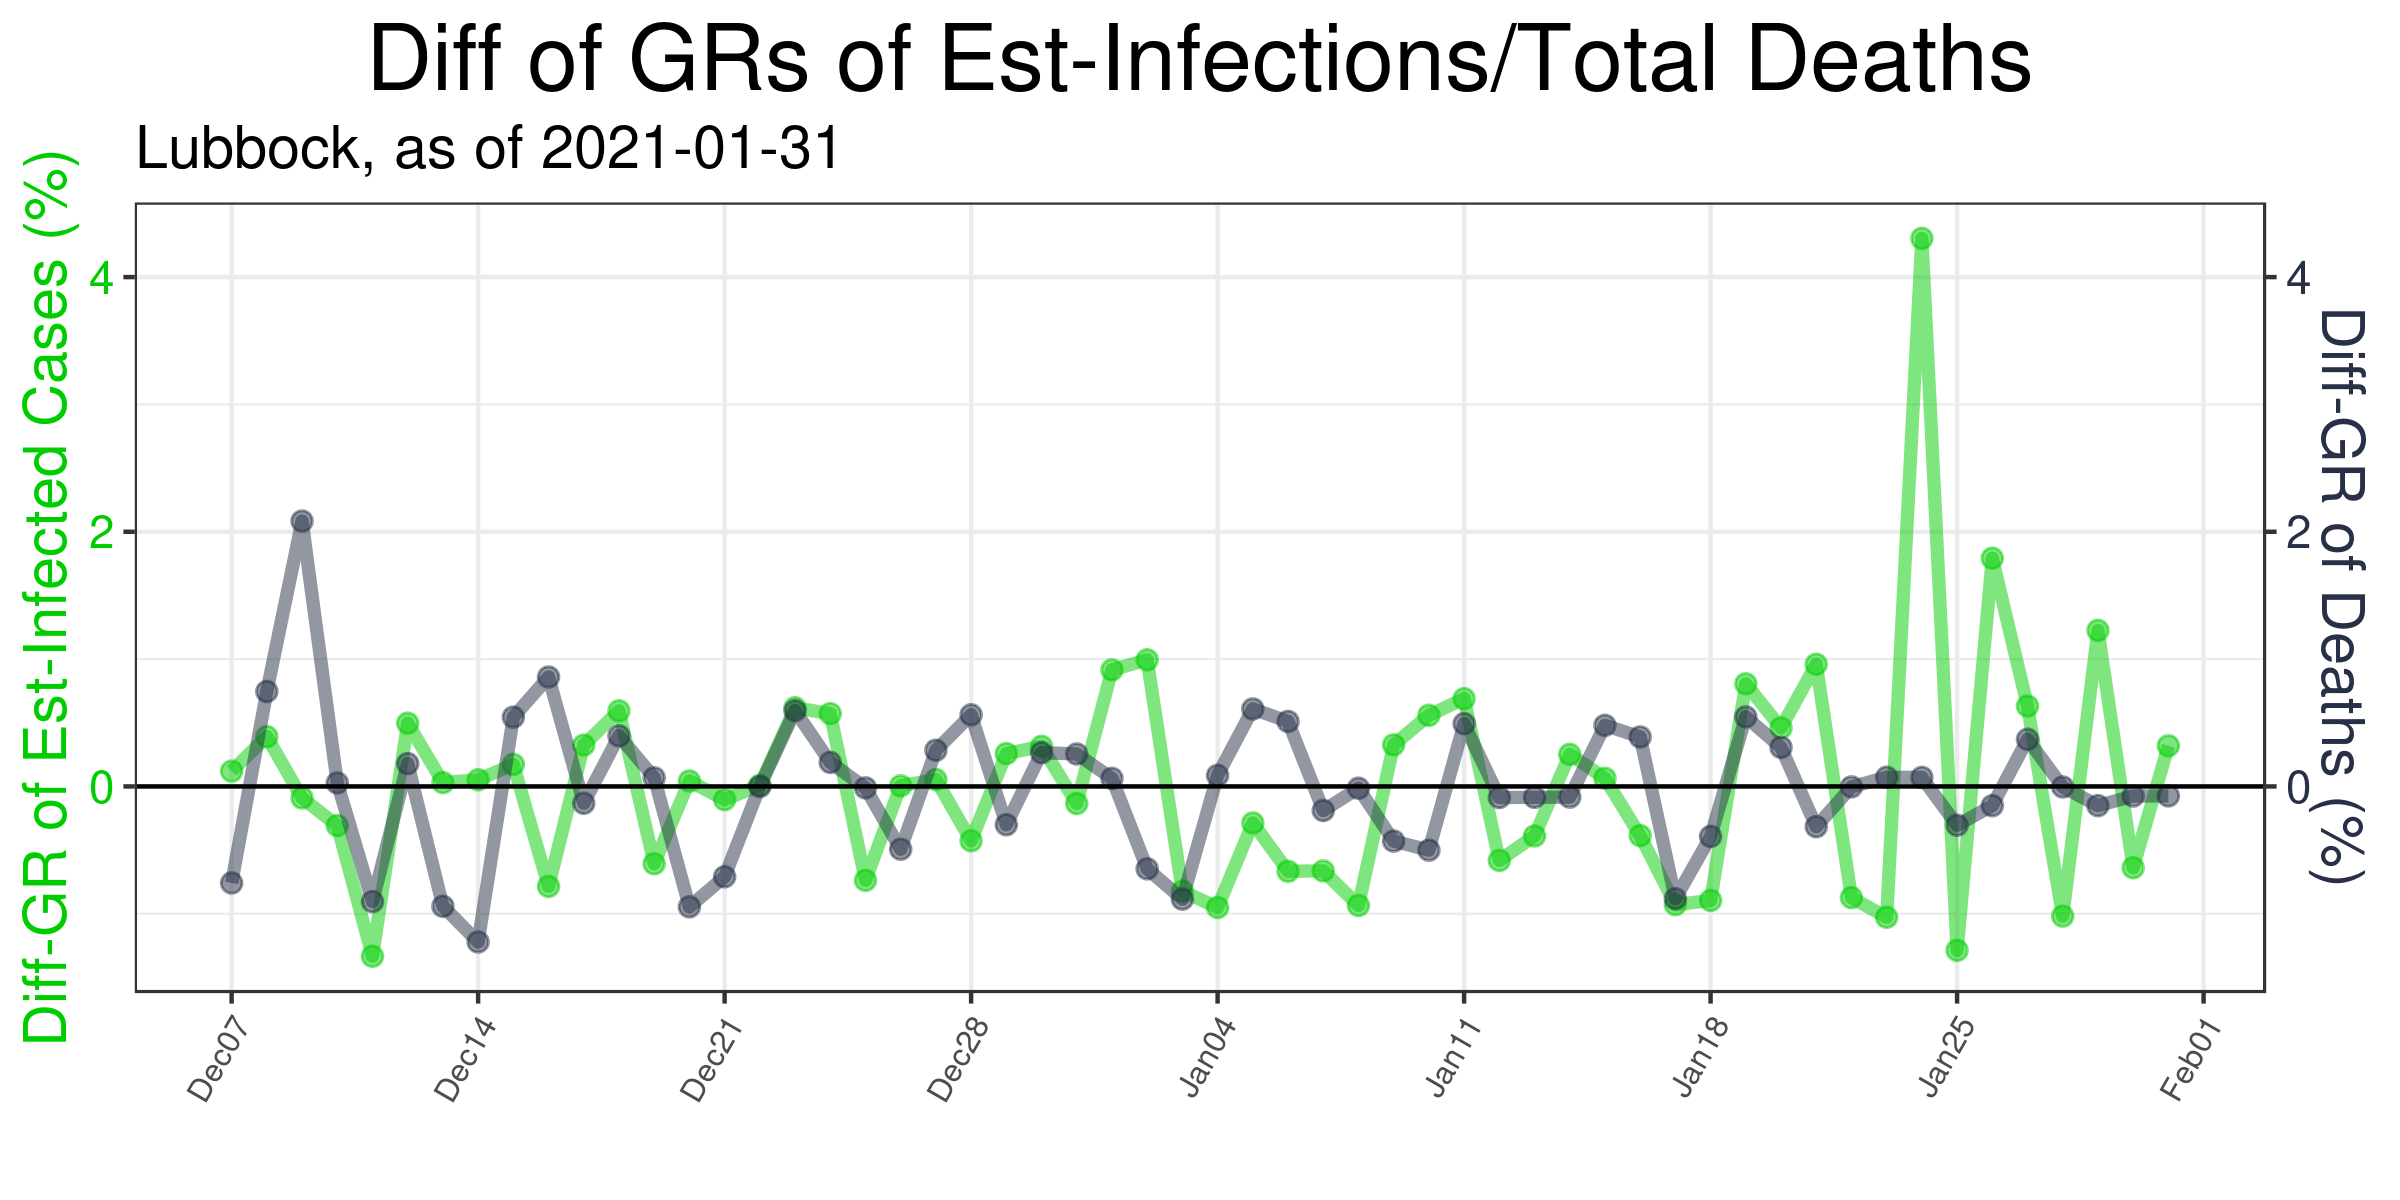 Diff of GRs of Est-Infections/Total Deaths
Lubbock, as of 2021-01-31
Diff-GR of Est-Infected Cases (%)
4
2
0
4
2
0
Diff-GR of Deaths (%)
Dec07
Dec14
Dec21
Dec28
Jan04
Jan11
Jan18
Jan25
Feb01